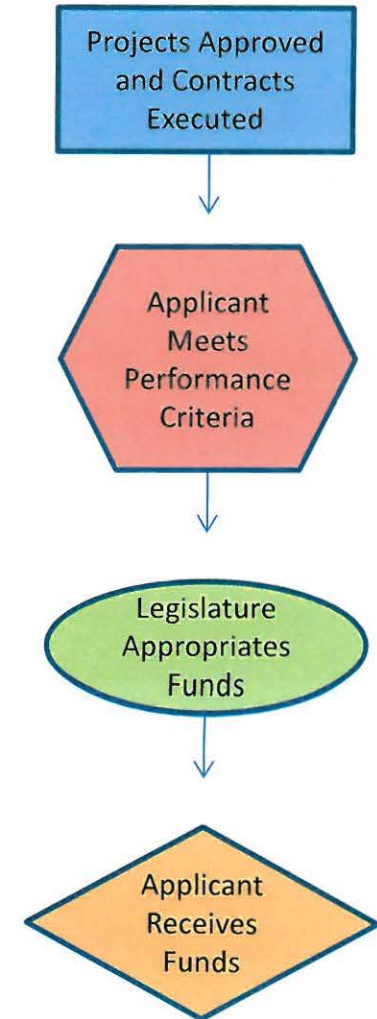 Projects Approved
and Contracts
Executed
Applicant
Meets
Performance
Criteria
Legislature
Appropriates
Funds
Applicant
Receives
Funds